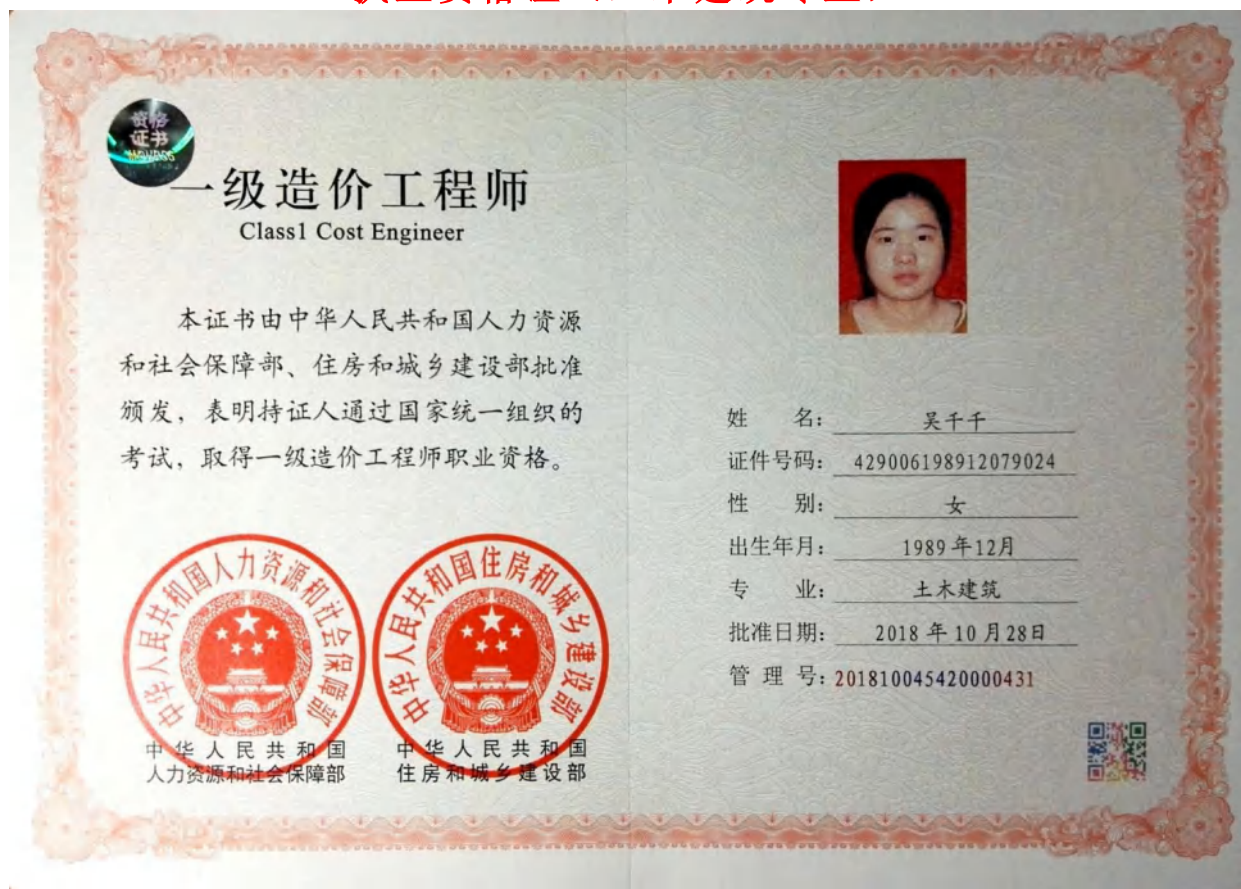 资格
证书
一级造价工程师
Class1 Cost Engineer
本证书由中华人民共和国人力资源
和社会保障部、住房和城乡建设部批准
颁发，表明持证人通过国家统一组织的
考试，取得一级造价工程师职业资格。
中华人民共和国人力资源和社会保障部
中华人民共和国住房和城乡建设部
中华人民共和国
人力资源和社会保障部
中华人民共和国
住房和城乡建设部
姓 名：吴千千
证件号码：429006198912079024
性 别：女
出生年月：1989年12月
专 业：土木建筑
批准日期：2018年10月28日
管 理 号：201810045420000431